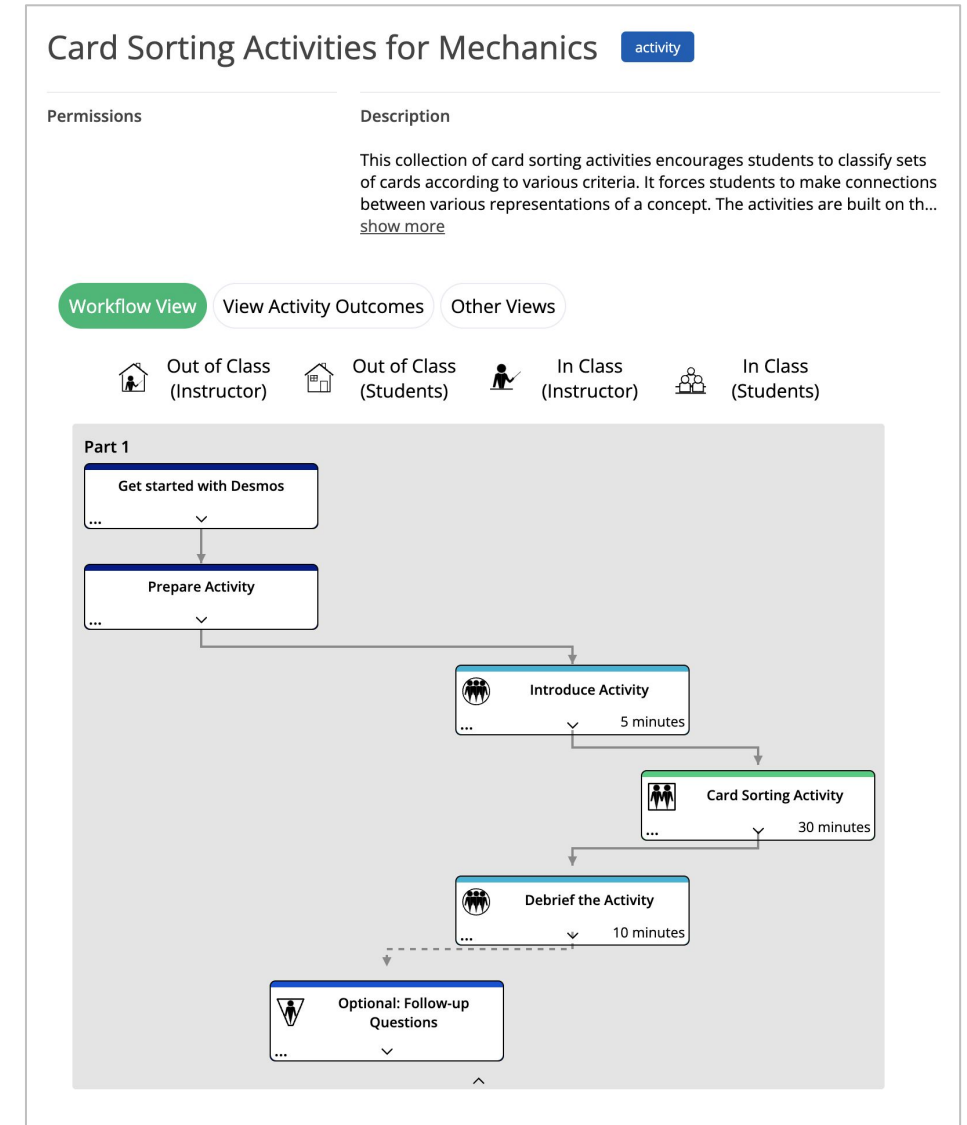 Card Sorting Activities for Mechanics
activity
Permissions
Description
This collection of card sorting activities encourages students to classify sets
of cards according to various criteria. It forces students to make connections
between various representations of a concept. The activities are built on th...
show more
Workflow View
View Activity Outcomes
Other Views
Out of Class
(Instructor)
Out of Class
(Students)
In Class
(Instructor)
In Class
(Students)
Part 1
Get started with Desmos
...
Prepare Activity
...
Introduce Activity
... 5 minutes
Card Sorting Activity
... 30 minutes
Debrief the Activity
... 10 minutes
Optional: Follow-up
Questions
...